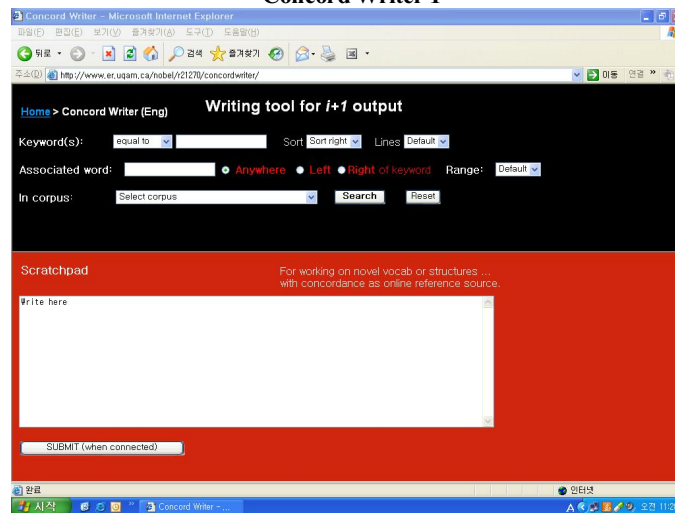 Concord Writer - Microsoft Internet Explorer
파일(F) 편집(E) 보기(V) 즐겨찾기(A) 도구(T) 도움말(H)
뒤로 검색 즐겨찾기
주소(D) http://www.er.uqam.ca/nobel/r21270/concordwriter/ 이동 연결 »
Home > Concord Writer (Eng) Writing tool for i+1 output
Keyword(s): equal to Sort Sort right Lines Default
Associated word: Anywhere Left Right of keyword Range: Default
In corpus: Select corpus Search Reset
Scratchpad For working on novel vocab or structures ...
with concordance as online reference source.
Write here
SUBMIT (when connected)
완료 인터넷
시작 » Concord Writer - ... A 오전